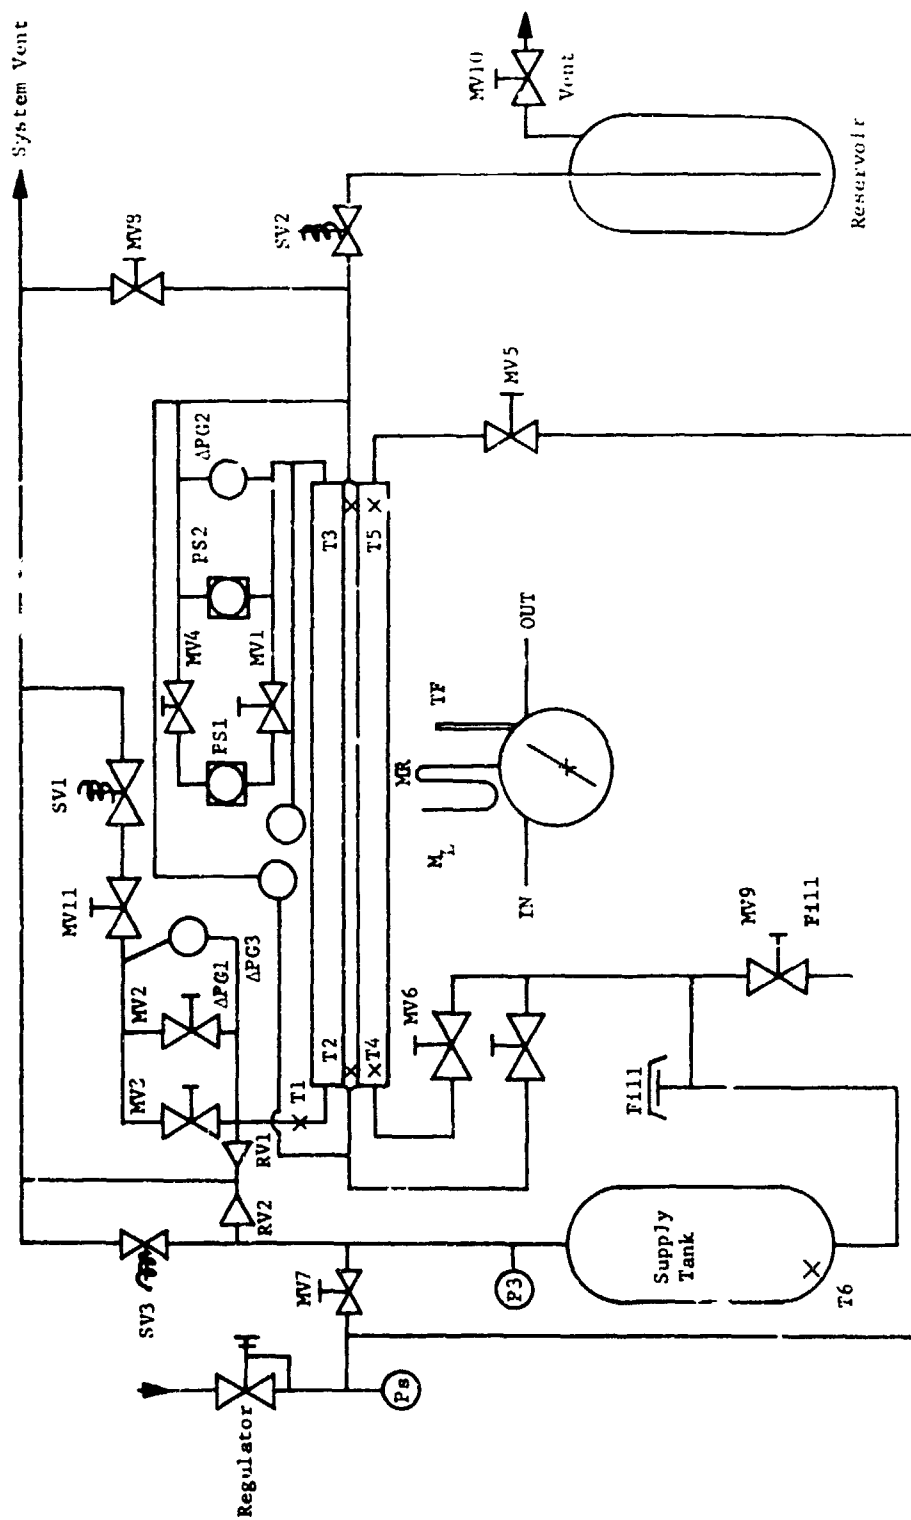 System Vent
MV10
Vent
Reservoir
MV8
SV2
MV5
ΔPG2
PS2
MV4
MV1
PS1
T3
T5
SV1
MV11
MV2
ΔPG1
ΔPG3
MV3
T1
T2
T4
RV1
RV2
OUT
TF
MR
M L
IN
MV6
MV9
Fill
Fill
SV3
MV7
P3
Supply
Tank
T6
Regulator
Ps